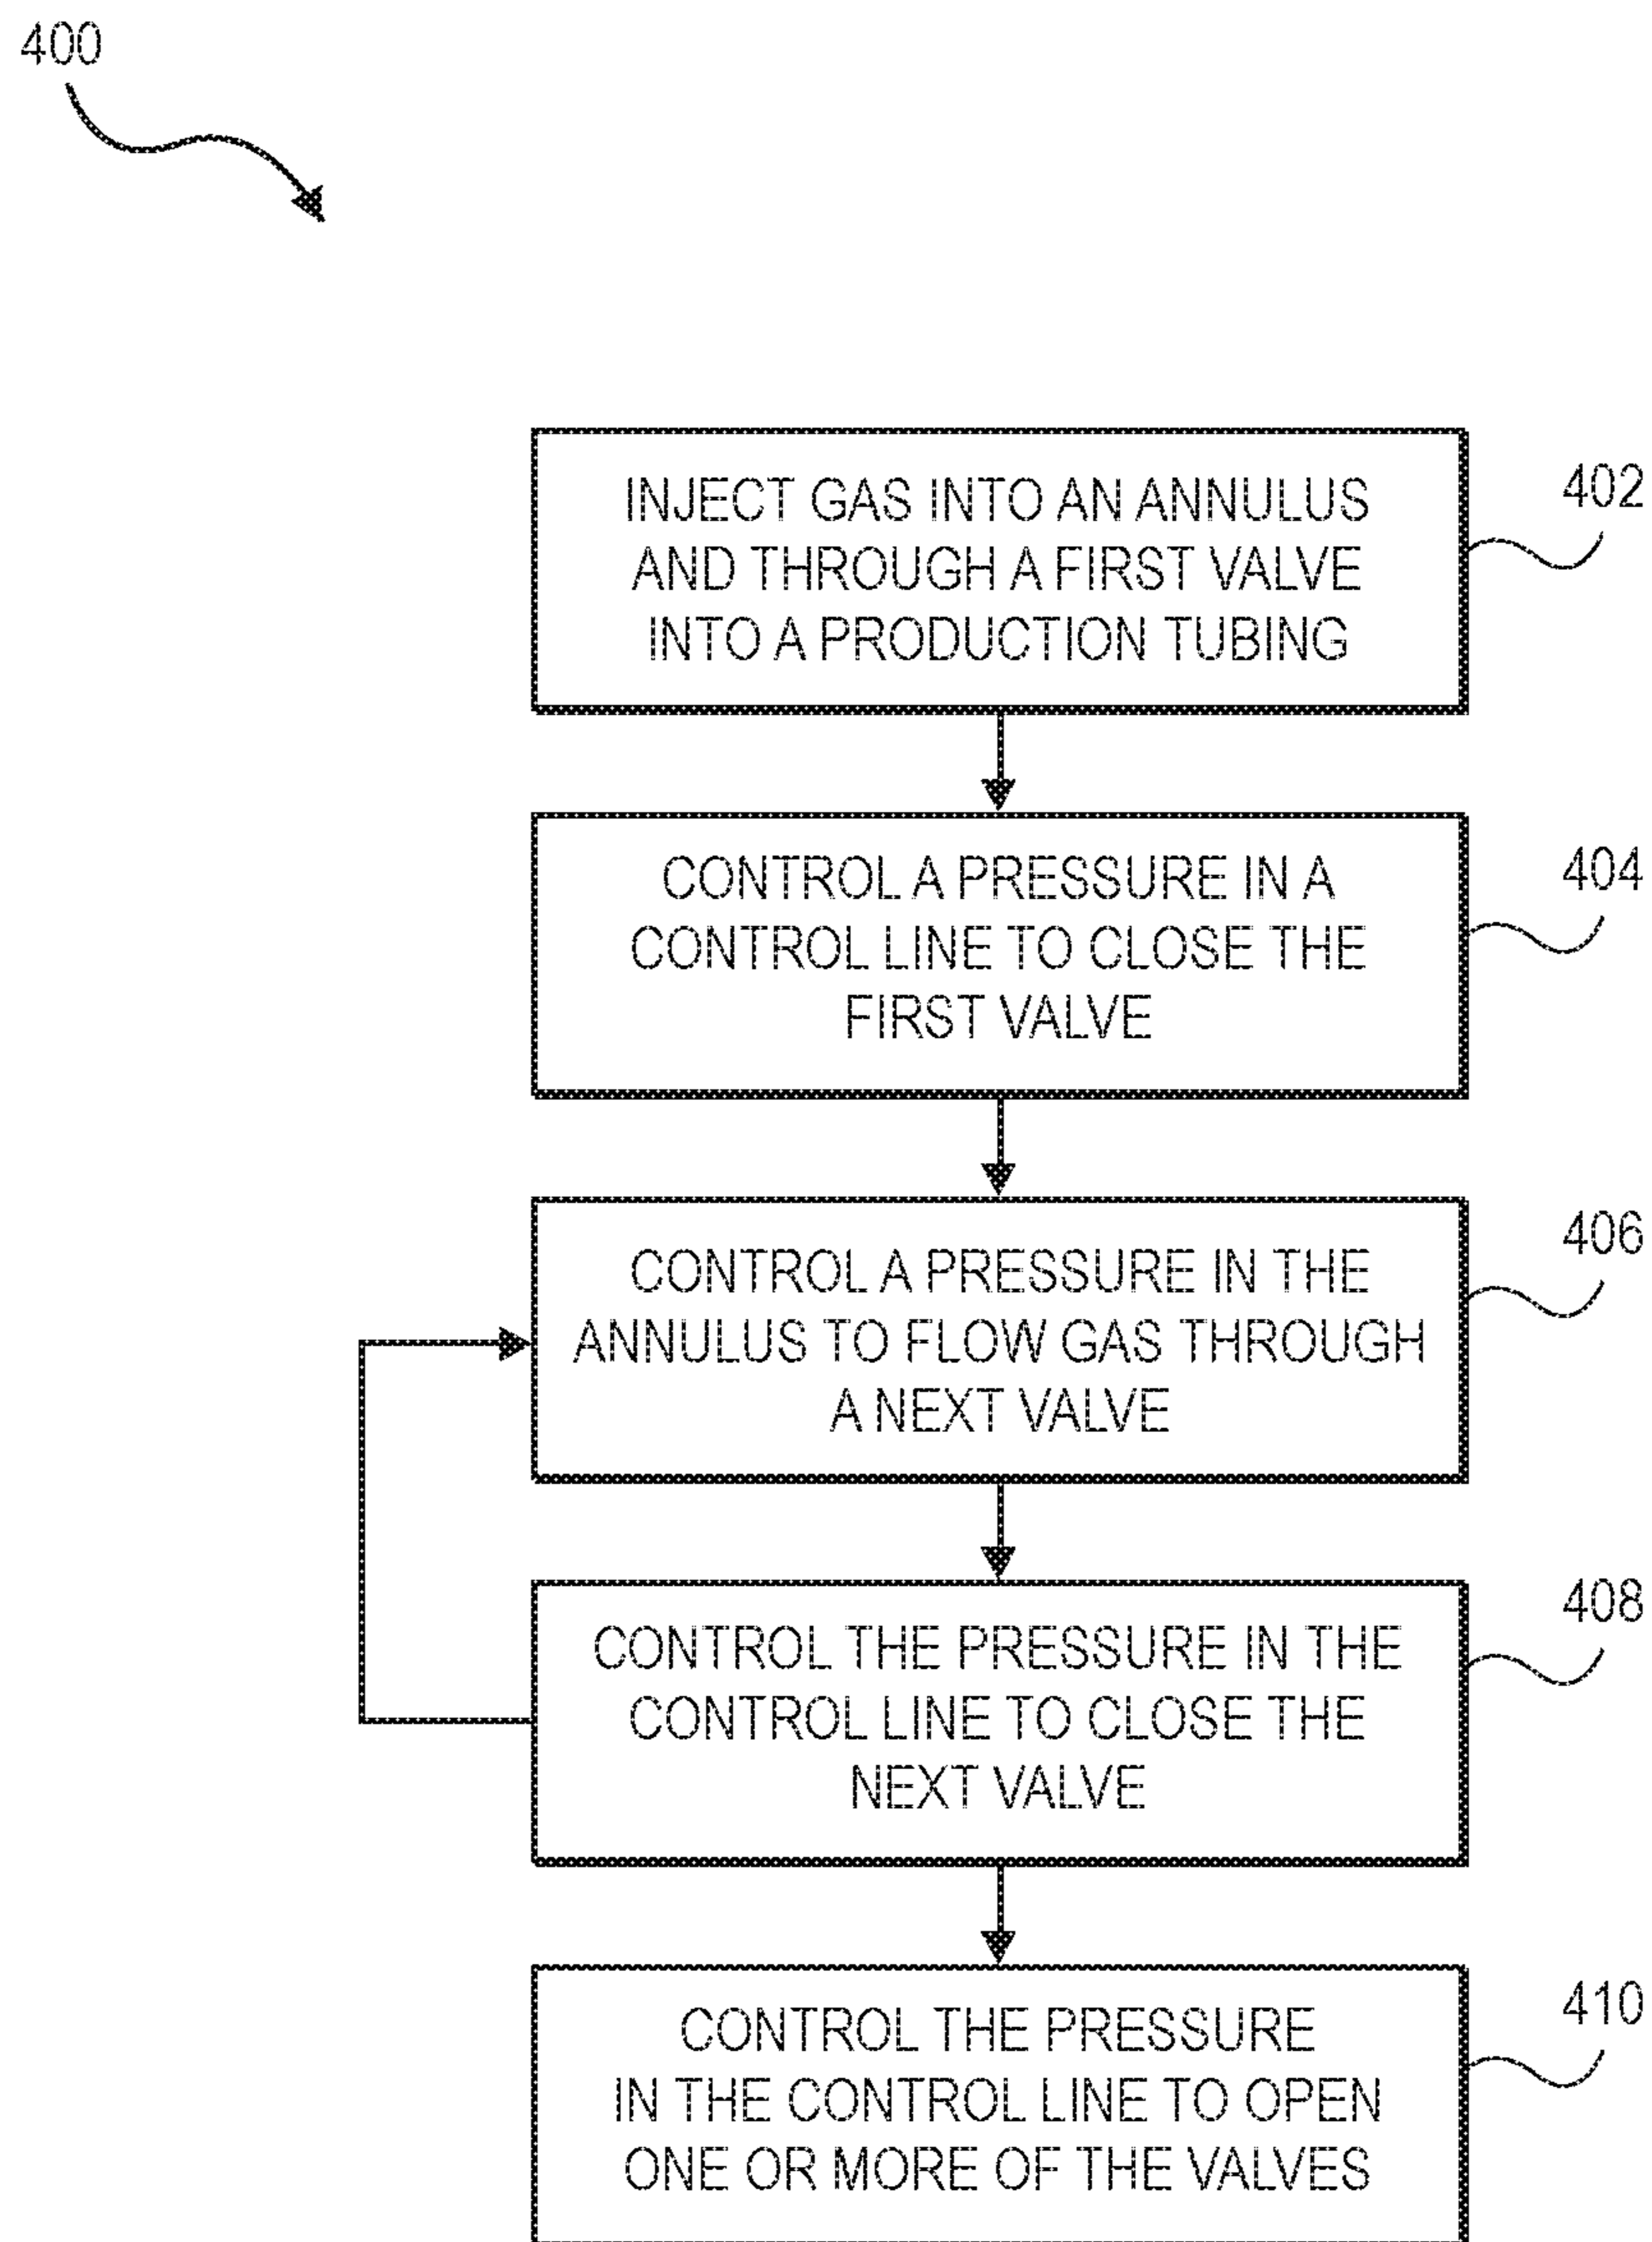 400
INJECT GAS INTO AN ANNULUS
AND THROUGH A FIRST VALVE
INTO A PRODUCTION TUBING
402
CONTROL A PRESSURE IN A
CONTROL LINE TO CLOSE THE
FIRST VALVE
404
CONTROL A PRESSURE IN THE
ANNULUS TO FLOW GAS THROUGH
A NEXT VALVE
406
CONTROL THE PRESSURE IN THE
CONTROL LINE TO CLOSE THE
NEXT VALVE
408
CONTROL THE PRESSURE
IN THE CONTROL LINE TO OPEN
ONE OR MORE OF THE VALVES
410